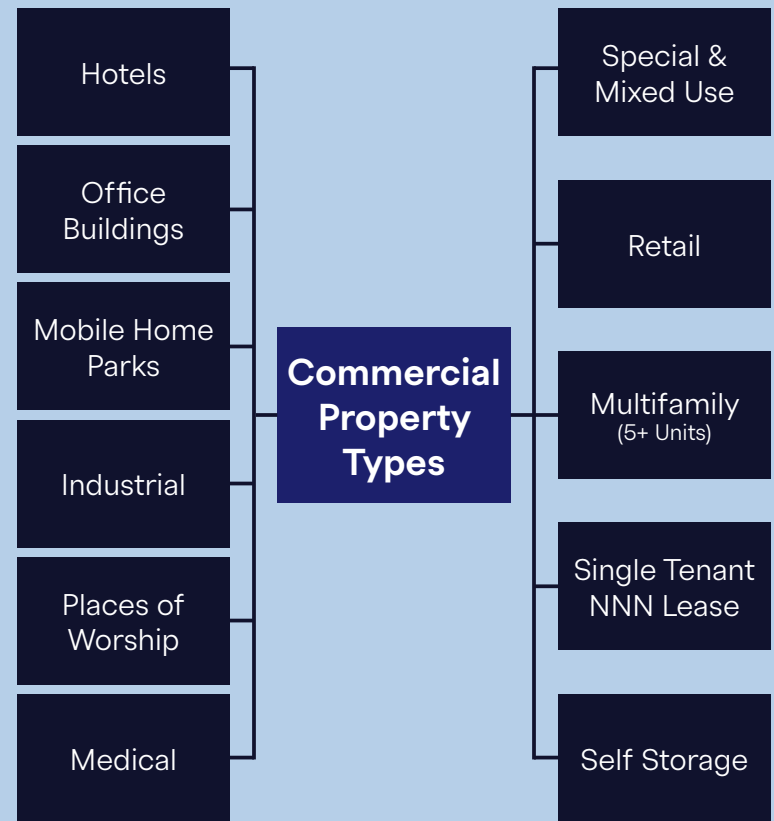 Hotels
Office
Buildings
Mobile Home
Parks
Industrial
Places of
Worship
Medical
Commercial
Property
Types
Special &
Mixed Use
Retail
Multifamily
(5+ Units)
Single Tenant
NNN Lease
Self Storage